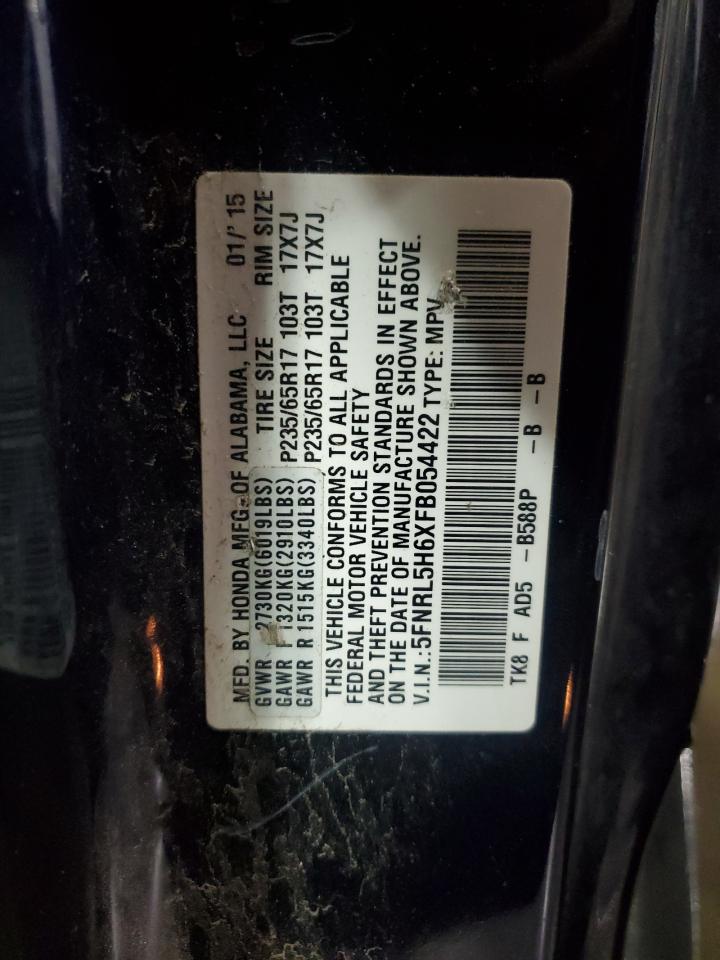 MFD. BY HONDA MFG. OF ALABAMA, LLC 01/'15
GVWR 2730KG(6019LBS) TIRE SIZE RIM SIZE
GAWR F 1320KG(2910LBS) P235/65R17 103T 17X7J
GAWR R 1515KG(3340LBS) P235/65R17 103T 17X7J
THIS VEHICLE CONFORMS TO ALL APPLICABLE
FEDERAL MOTOR VEHICLE SAFETY
AND THEFT PREVENTION STANDARDS IN EFFECT
ON THE DATE OF MANUFACTURE SHOWN ABOVE.
V.I.N.:5FNRL5H6XFB054422 TYPE: MPV
TK8 F AD5 -B588P -B -B